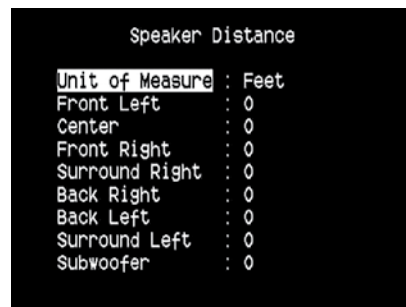 Speaker Distance
Unit of Measure : Feet
Front Left : 0
Center : 0
Front Right : 0
Surround Right : 0
Back Right : 0
Back Left : 0
Surround Left : 0
Subwoofer : 0